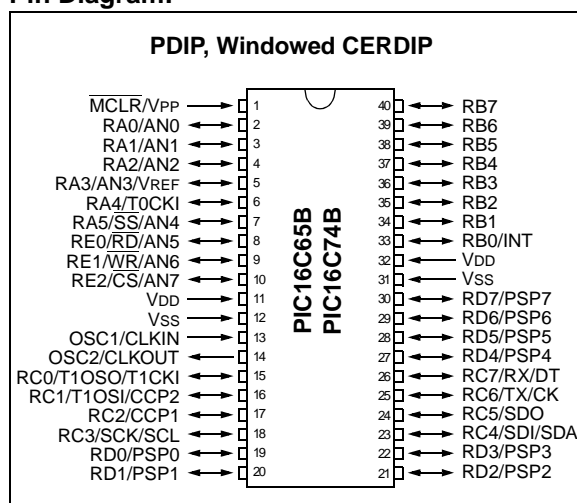 Pin Diagram:
PDIP, Windowed CERDIP
MCLR/VPP 1 40 RB7
RA0/AN0 2 39 RB6
RA1/AN1 3 38 RB5
RA2/AN2 4 37 RB4
RA3/AN3/VREF 5 36 RB3
RA4/T0CKI 6 35 RB2
RA5/SS/AN4 7 34 RB1
RE0/RD/AN5 8 33 RB0/INT
RE1/WR/AN6 9 32 VDD
RE2/CS/AN7 10 31 VSS
VDD 11 30 RD7/PSP7
VSS 12 29 RD6/PSP6
OSC1/CLKIN 13 28 RD5/PSP5
OSC2/CLKOUT 14 27 RD4/PSP4
RC0/T1OSO/T1CKI 15 26 RC7/RX/DT
RC1/T1OSI/CCP2 16 25 RC6/TX/CK
RC2/CCP1 17 24 RC5/SDO
RC3/SCK/SCL 18 23 RC4/SDI/SDA
RD0/PSP0 19 22 RD3/PSP3
RD1/PSP1 20 21 RD2/PSP2
PIC16C65B
PIC16C74B